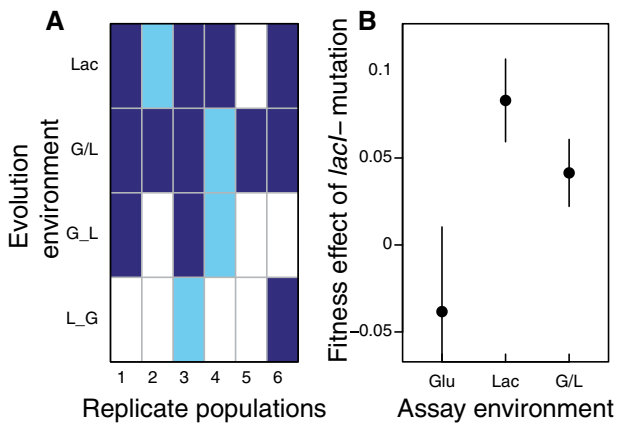 A
Evolution
environment
Lac
G/L
G_L
L_G
1 2 3 4 5 6
Replicate populations
B
Fitness effect of lacI− mutation
0.1
0.05
0
−0.05
Glu Lac G/L
Assay environment